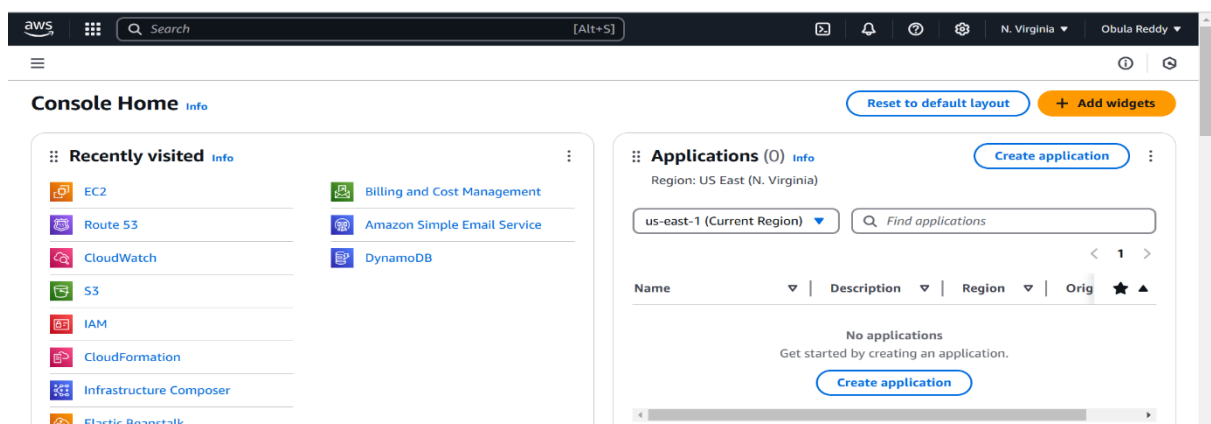 aws
Search [Alt+S] N. Virginia Obula Reddy
Console Home Info
Reset to default layout
+ Add widgets
Recently visited Info
EC2
Route 53
CloudWatch
S3
IAM
CloudFormation
Infrastructure Composer
Elastic Beanstalk
Billing and Cost Management
Amazon Simple Email Service
DynamoDB
Applications (0) Info
Create application
Region: US East (N. Virginia)
us-east-1 (Current Region)
Find applications
< 1 >
Name Description Region Orig
No applications
Get started by creating an application.
Create application